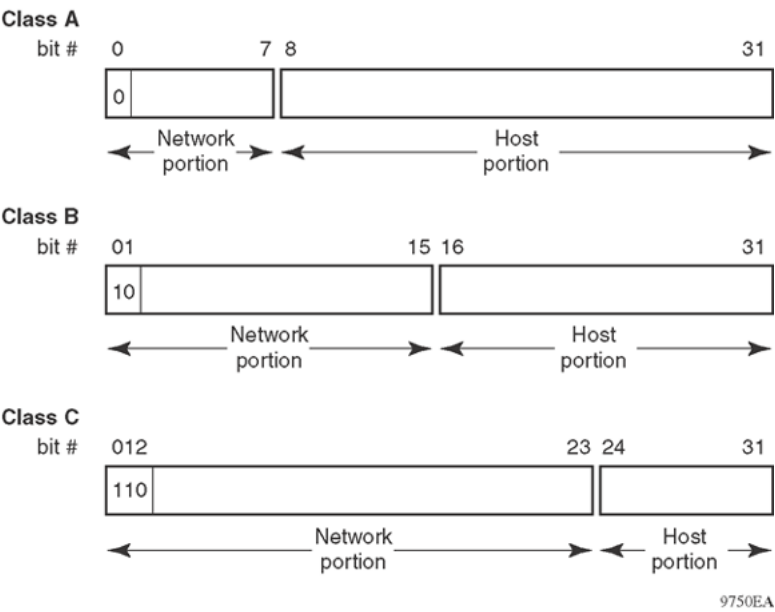 Class A
bit # 0 7 8 31
0
Network portion Host portion
Class B
bit # 01 15 16 31
10
Network portion Host portion
Class C
bit # 012 23 24 31
110
Network portion Host portion
9750EA